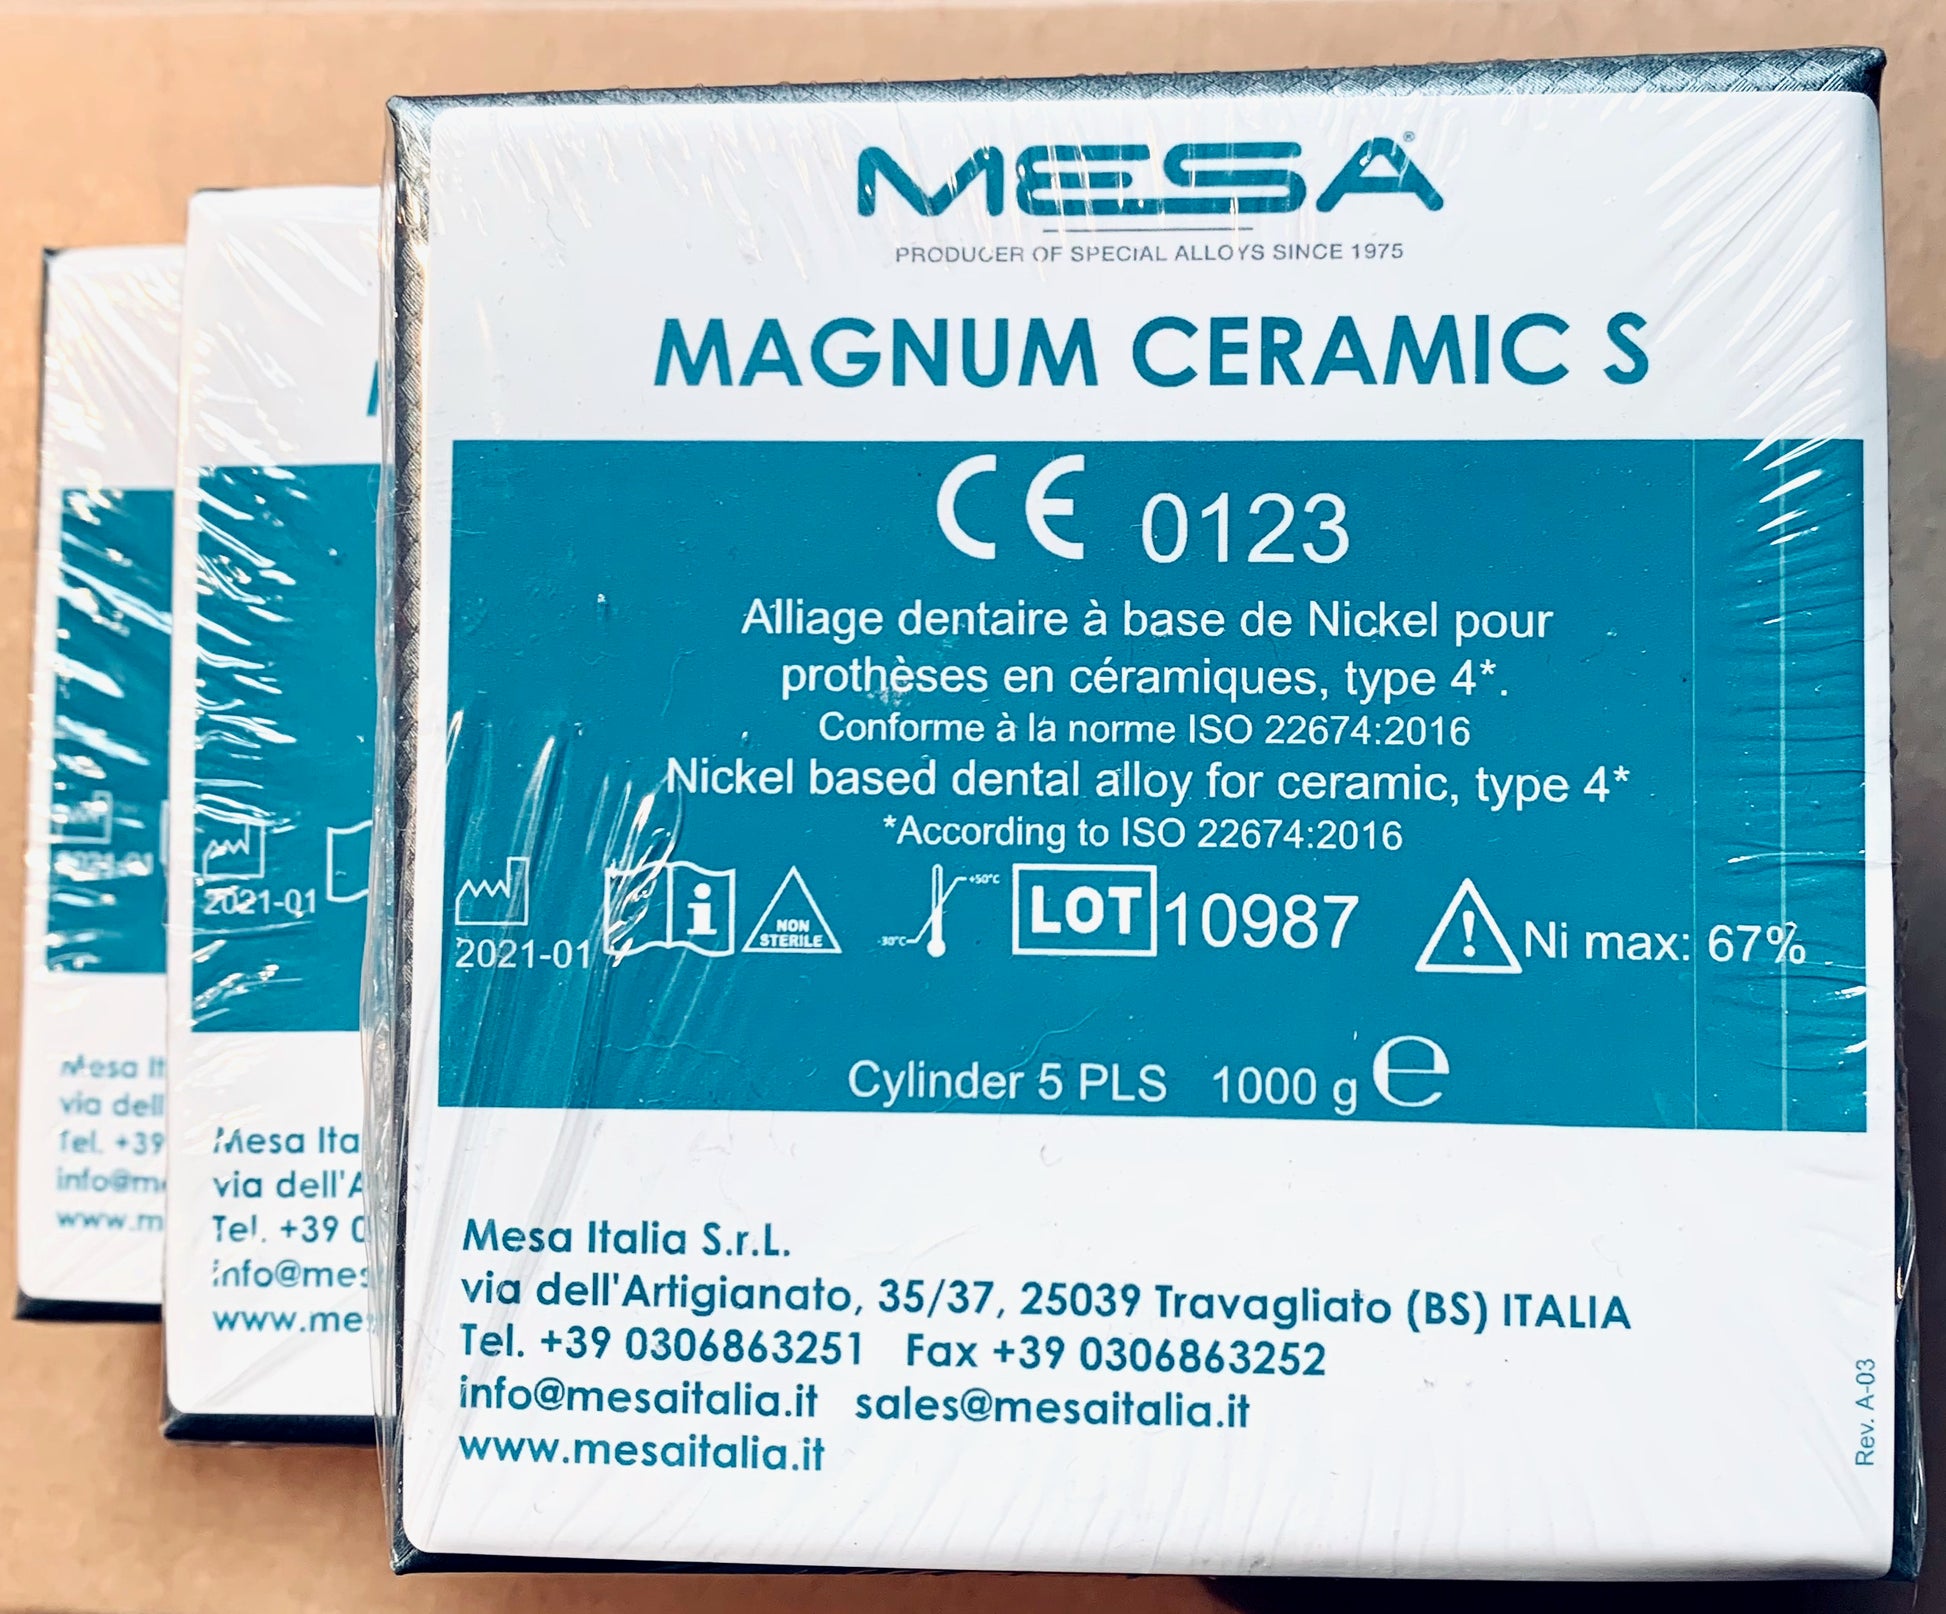 MESA®
PRODUCER OF SPECIAL ALLOYS SINCE 1975
MAGNUM CERAMIC S
CE 0123
Alliage dentaire à base de Nickel pour
prothèses en céramiques, type 4*.
Conforme à la norme ISO 22674:2016
Nickel based dental alloy for ceramic, type 4*
*According to ISO 22674:2016
2021-01
i
NON STERILE
-30°C
+50°C
LOT 10987
! Ni max: 67%
Cylinder 5 PLS 1000 g e
Mesa Italia S.r.L.
via dell'Artigianato, 35/37, 25039 Travagliato (BS) ITALIA
Tel. +39 0306863251 Fax +39 0306863252
info@mesaitalia.it sales@mesaitalia.it
www.mesaitalia.it
Rev. A-03
2021-01
Mesa Ita
via dell'A
Tel. +39 0
info@mes
www.me
2021-01
Mesa It
via dell
Tel. +39
info@m
www.m